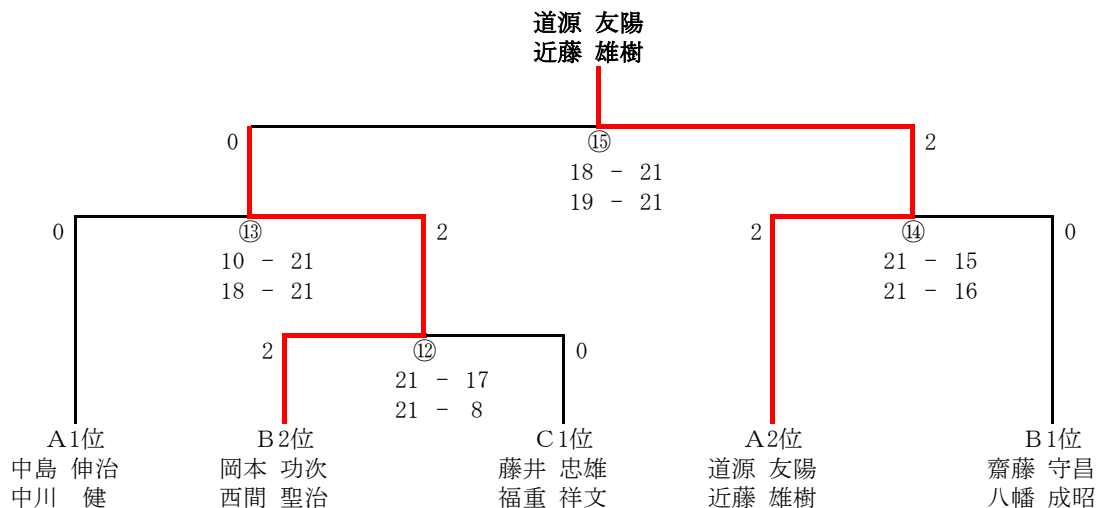 道源 友陽
近藤 雄樹
0
⑮
2
18 － 21
19 － 21
0
⑬
2
2
⑭
0
10 － 21
18 － 21
21 － 15
21 － 16
2
⑫
0
21 － 17
21 － 8
A1位
B2位
C1位
A2位
B1位
中島 伸治
岡本 功次
藤井 忠雄
道源 友陽
齋藤 守昌
中川 健
西間 聖治
福重 祥文
近藤 雄樹
八幡 成昭